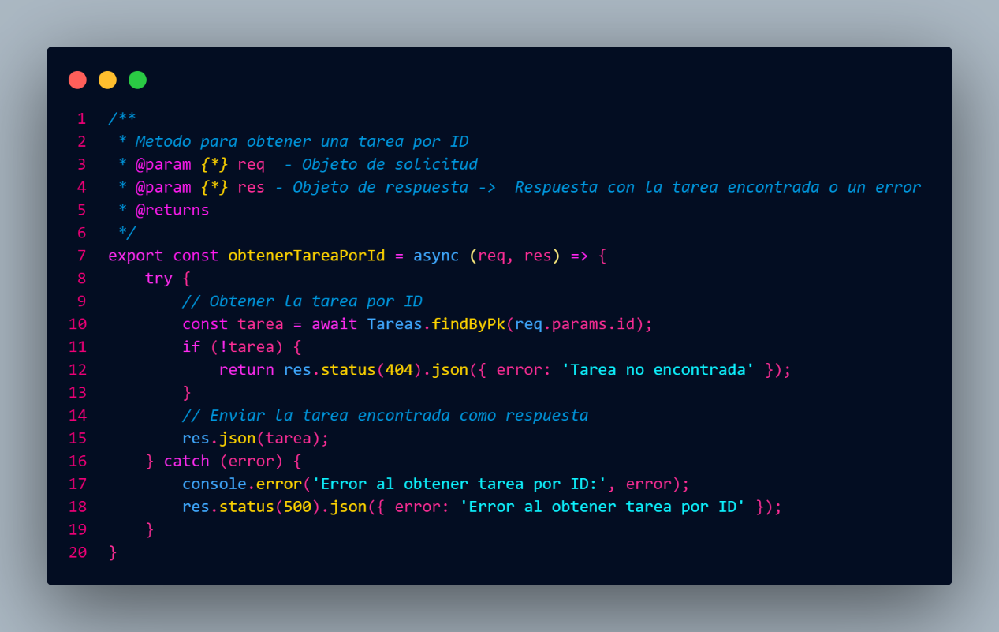 1 /**
2  * Metodo para obtener una tarea por ID
3  * @param {*} req  - Objeto de solicitud
4  * @param {*} res - Objeto de respuesta ->  Respuesta con la tarea encontrada o un error
5  * @returns
6  */
7 export const obtenerTareaPorId = async (req, res) => {
8     try {
9         // Obtener la tarea por ID
10         const tarea = await Tareas.findByPk(req.params.id);
11         if (!tarea) {
12             return res.status(404).json({ error: 'Tarea no encontrada' });
13         }
14         // Enviar la tarea encontrada como respuesta
15         res.json(tarea);
16     } catch (error) {
17         console.error('Error al obtener tarea por ID:', error);
18         res.status(500).json({ error: 'Error al obtener tarea por ID' });
19     }
20 }